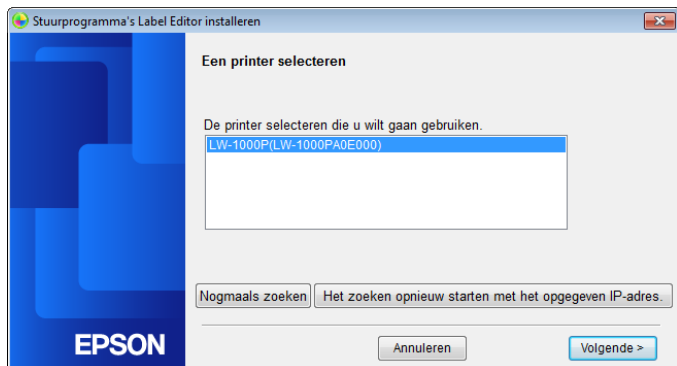 Stuurprogramma's Label Editor installeren
Een printer selecteren
De printer selecteren die u wilt gaan gebruiken.
LW-1000P(LW-1000PA0E000)
Nogmaals zoeken Het zoeken opnieuw starten met het opgegeven IP-adres.
EPSON Annuleren Volgende >